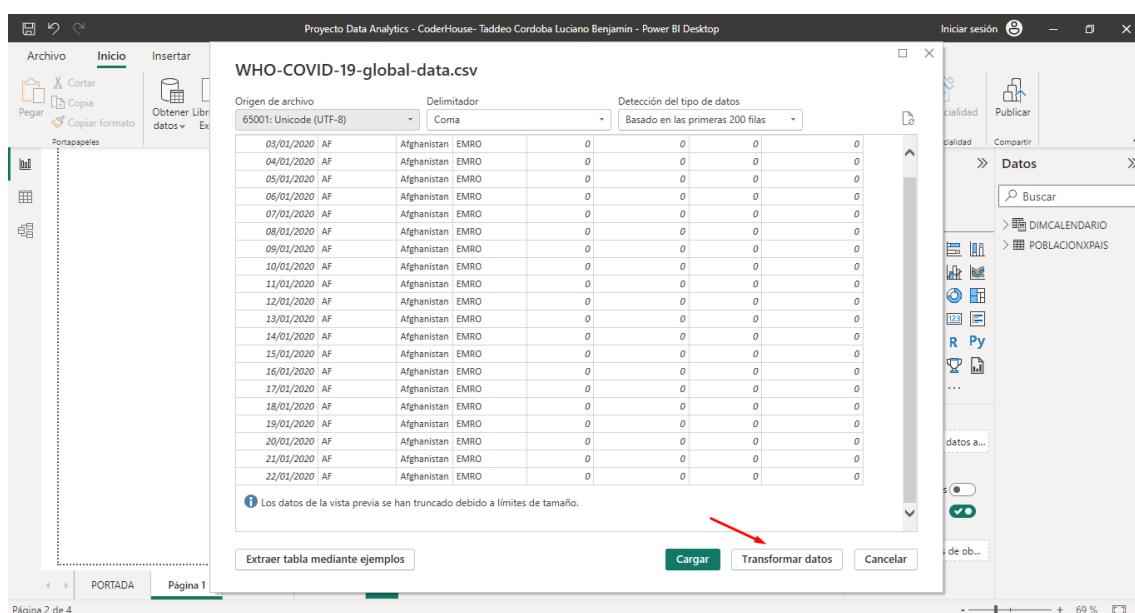 Proyecto Data Analytics - CoderHouse- Taddeo Cordoba Luciano Benjamin - Power BI Desktop
Iniciar sesión
Archivo Inicio Insertar
Pegar
Cortar
Copia
Copiar formato
Portapapeles
Obtener datos
Libr
Ex
WHO-COVID-19-global-data.csv
Origen de archivo Delimitador Detección del tipo de datos
65001: Unicode (UTF-8) Coma Basado en las primeras 200 filas
03/01/2020 AF Afghanistan EMRO 0 0 0 0
04/01/2020 AF Afghanistan EMRO 0 0 0 0
05/01/2020 AF Afghanistan EMRO 0 0 0 0
06/01/2020 AF Afghanistan EMRO 0 0 0 0
07/01/2020 AF Afghanistan EMRO 0 0 0 0
08/01/2020 AF Afghanistan EMRO 0 0 0 0
09/01/2020 AF Afghanistan EMRO 0 0 0 0
10/01/2020 AF Afghanistan EMRO 0 0 0 0
11/01/2020 AF Afghanistan EMRO 0 0 0 0
12/01/2020 AF Afghanistan EMRO 0 0 0 0
13/01/2020 AF Afghanistan EMRO 0 0 0 0
14/01/2020 AF Afghanistan EMRO 0 0 0 0
15/01/2020 AF Afghanistan EMRO 0 0 0 0
16/01/2020 AF Afghanistan EMRO 0 0 0 0
17/01/2020 AF Afghanistan EMRO 0 0 0 0
18/01/2020 AF Afghanistan EMRO 0 0 0 0
19/01/2020 AF Afghanistan EMRO 0 0 0 0
20/01/2020 AF Afghanistan EMRO 0 0 0 0
21/01/2020 AF Afghanistan EMRO 0 0 0 0
22/01/2020 AF Afghanistan EMRO 0 0 0 0
Los datos de la vista previa se han truncado debido a límites de tamaño.
Extraer tabla mediante ejemplos
Cargar
Transformar datos
Cancelar
cialidad
Publicar
cialidad
Compartir
Datos
Buscar
DIMCALENDARIO
POBLACIONXPAIS
123
R Py
...
datos a...
s
s de ob...
PORTADA Página 1
Página 2 de 4
69 %